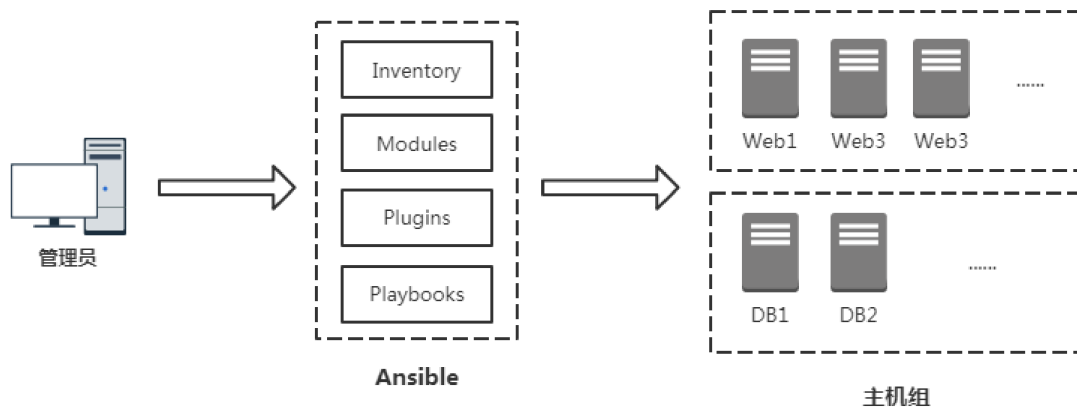 管理员
Inventory
Modules
Plugins
Playbooks
Ansible
Web1 Web3 Web3 ......
DB1 DB2 ......
主机组